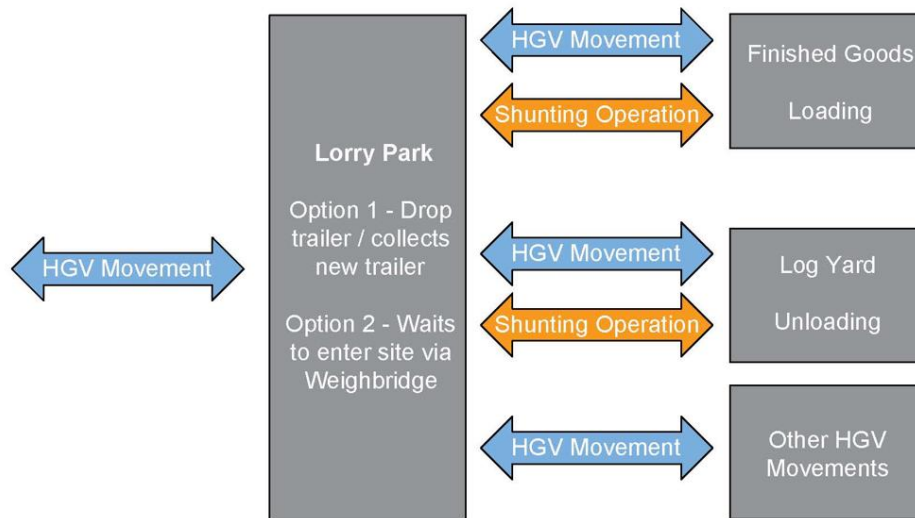 HGV Movement
Lorry Park
Option 1 - Drop
trailer / collects
new trailer
Option 2 - Waits
to enter site via
Weighbridge
HGV Movement
Shunting Operation
Finished Goods
Loading
HGV Movement
Shunting Operation
Log Yard
Unloading
HGV Movement
Other HGV
Movements